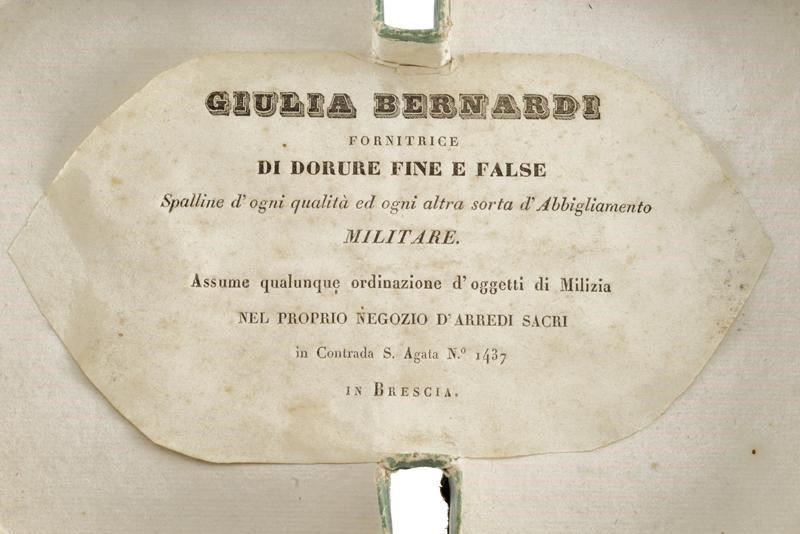 GIULIA BERNARDI
FORNITRICE
DI DORURE FINE E FALSE
Spalline d'ogni qualità ed ogni altra sorta d'Abbigliamento
MILITARE.
Assume qualunque ordinazione d'oggetti di Milizia
NEL PROPRIO NEGOZIO D'ARREDI SACRI
in Contrada S. Agata N.º 1437
IN BRESCIA.